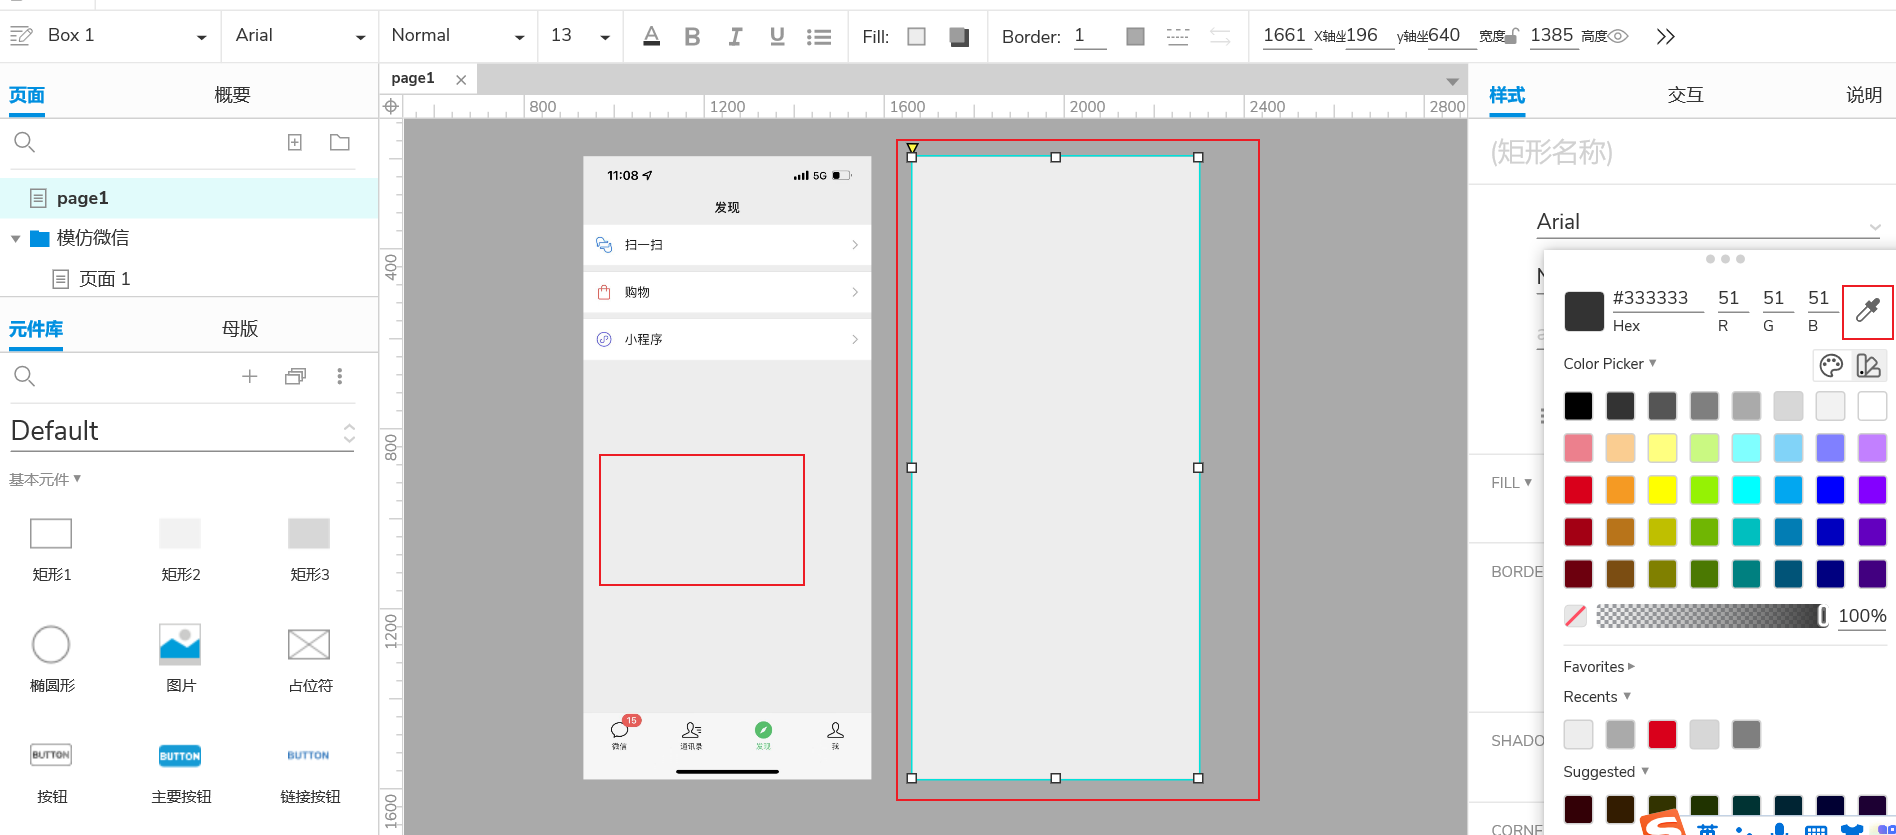 Box 1
Arial
Normal
13
A B I U
Fill:
Border: 1
1661 X轴坐 196 y轴坐 640 宽度 1385 高度
页面 概要
page1
样式 交互 说明
800 1200 1600 2000 2400 2800
(矩形名称)
page1
模仿微信
页面 1
元件库 母版
Default
基本元件
矩形1 矩形2 矩形3
椭圆形 图片 占位符
BUTTON BUTTON BUTTON
按钮 主要按钮 链接按钮
400
800
1200
1600
11:08 5G
发现
扫一扫
购物
小程序
15
微信 通讯录 发现 我
Arial
#333333 51 51 51
Hex R G B
Color Picker
FILL
BORDE
100%
Favorites
Recents
SHADO
Suggested
CORNE
英